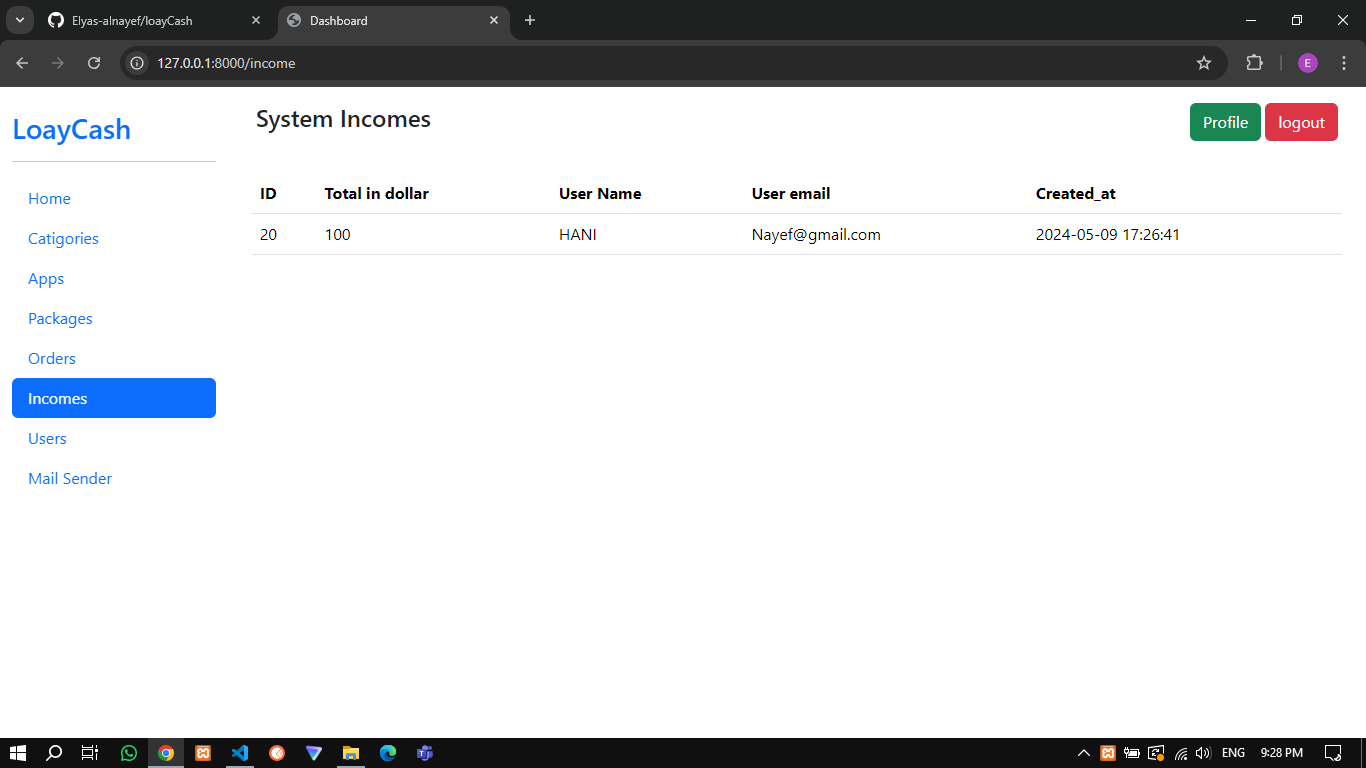 Elyas-alnayef/loayCash
Dashboard
127.0.0.1:8000/income
E
LoayCash
System Incomes
Profile
logout
Home
Catigories
Apps
Packages
Orders
Incomes
Users
Mail Sender
ID Total in dollar User Name User email Created_at
20 100 HANI Nayef@gmail.com 2024-05-09 17:26:41
ENG
9:28 PM